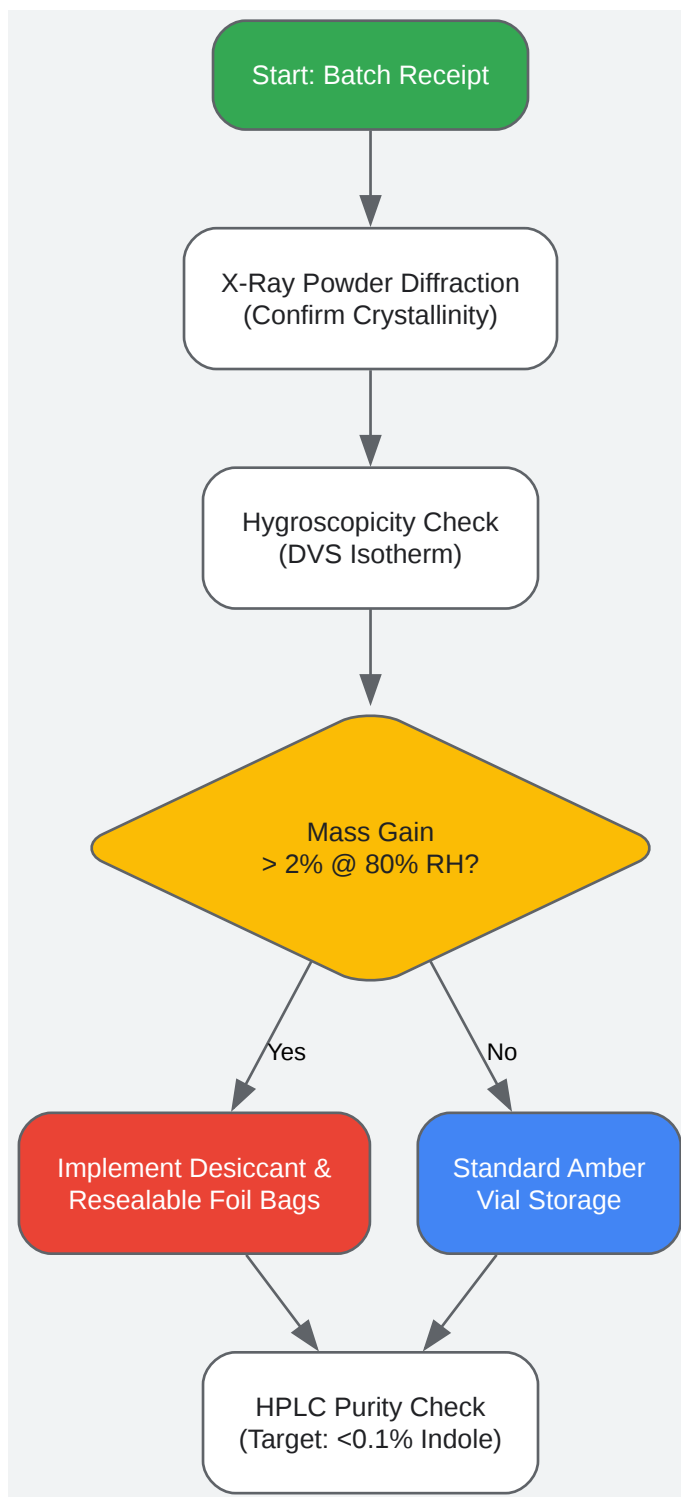 Start: Batch Receipt
X-Ray Powder Diffraction
(Confirm Crystallinity)
Hygroscopicity Check
(DVS Isotherm)
Mass Gain
> 2% @ 80% RH?
Yes
No
Implement Desiccant &
Resealable Foil Bags
Standard Amber
Vial Storage
HPLC Purity Check
(Target: <0.1% Indole)